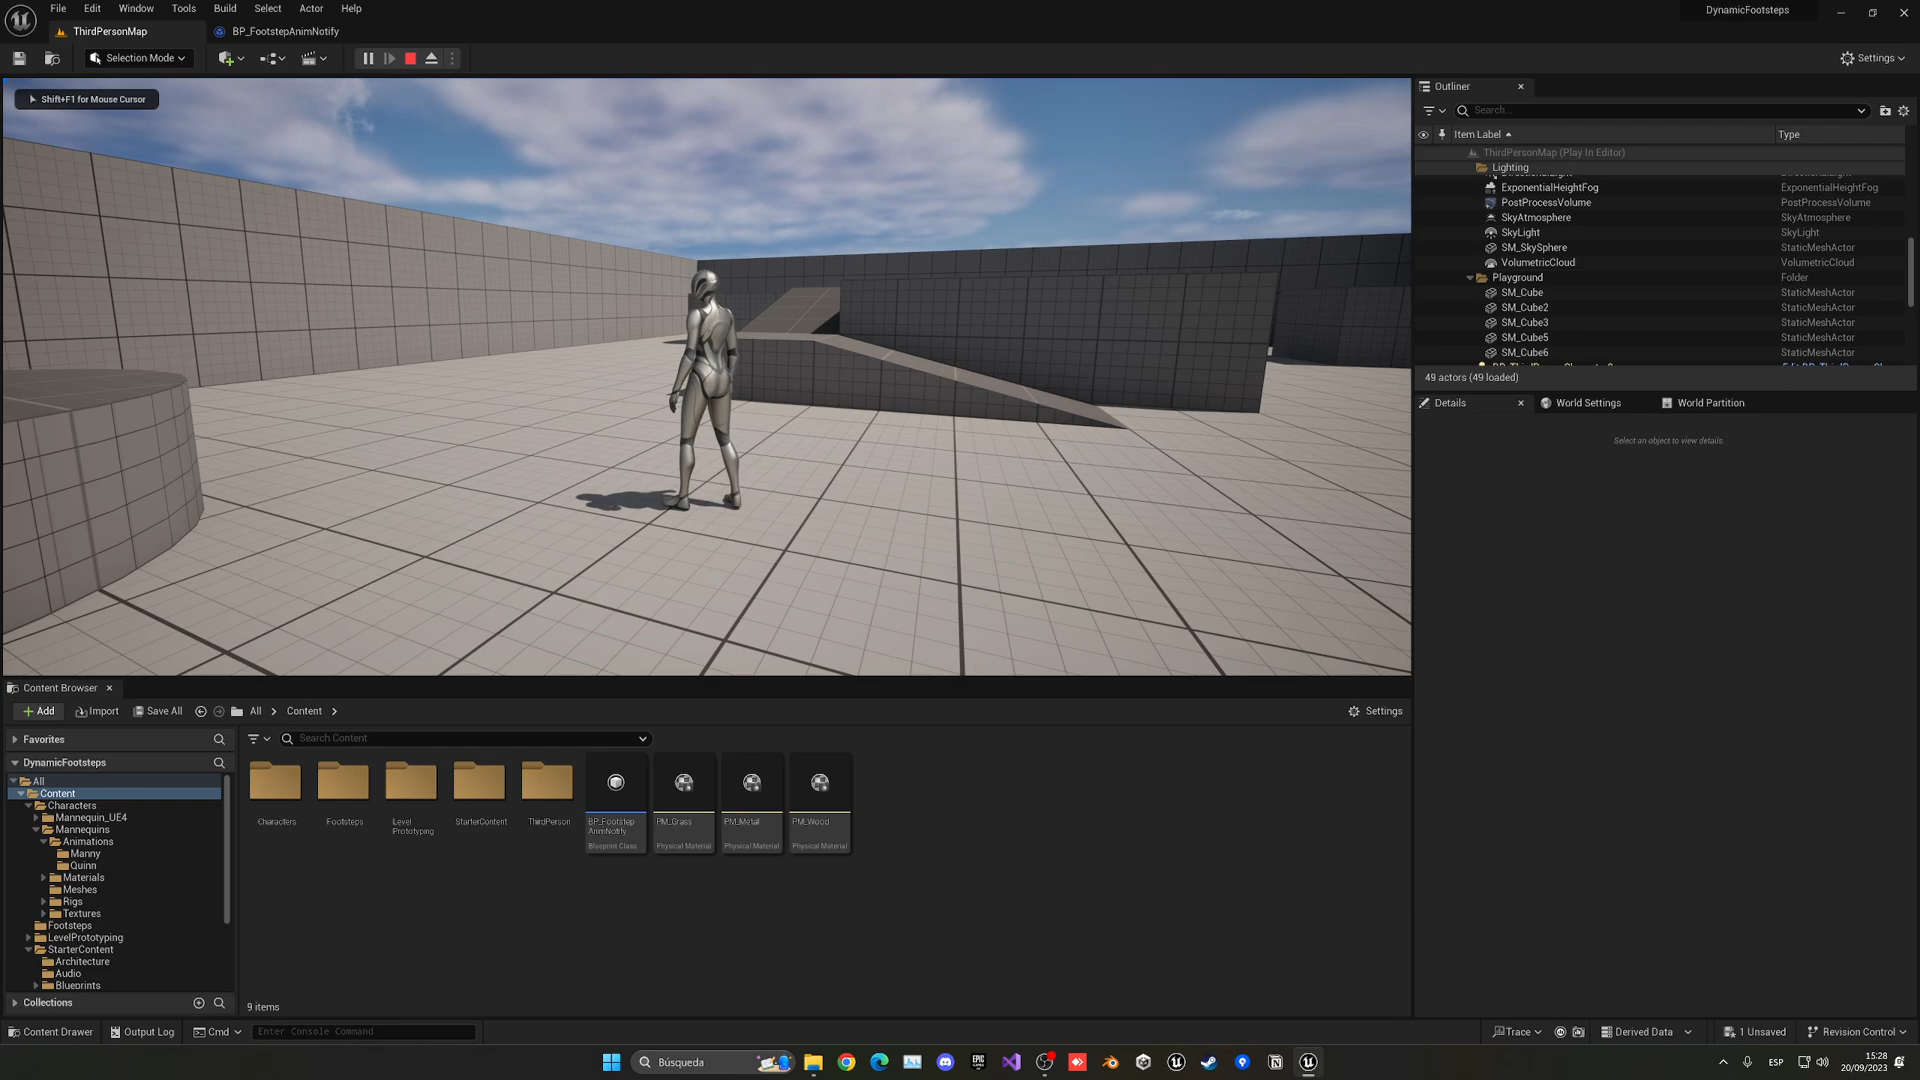 File Edit Window Tools Build Select Actor Help
DynamicFootsteps
ThirdPersonMap
BP_FootstepAnimNotify
Selection Mode
Settings
Shift+F1 for Mouse Cursor
Outliner
Search...
Item Label
Type
ThirdPersonMap (Play In Editor)
Lighting
ExponentialHeightFog ExponentialHeightFog
PostProcessVolume PostProcessVolume
SkyAtmosphere SkyAtmosphere
SkyLight SkyLight
SM_SkySphere StaticMeshActor
VolumetricCloud VolumetricCloud
Playground Folder
SM_Cube StaticMeshActor
SM_Cube2 StaticMeshActor
SM_Cube3 StaticMeshActor
SM_Cube5 StaticMeshActor
SM_Cube6 StaticMeshActor
49 actors (49 loaded)
Details
World Settings
World Partition
Select an object to view details.
Content Browser
Add
Import
Save All
All
Content
Settings
Favorites
Search Content
DynamicFootsteps
All
Content
Characters
Mannequin_UE4
Mannequins
Animations
Manny
Quinn
Materials
Meshes
Rigs
Textures
Footsteps
LevelPrototyping
StarterContent
Architecture
Audio
Blueprints
Collections
Characters
Footsteps
Level
Prototyping
StarterContent
ThirdPerson
BP_Footstep
AnimNotify
Blueprint Class
PM_Grass
Physical Material
PM_Metal
Physical Material
PM_Wood
Physical Material
9 items
Content Drawer
Output Log
Cmd
Enter Console Command
Trace
Derived Data
1 Unsaved
Revision Control
Búsqueda
EPIC
GAMES
ESP
15:28
20/09/2023